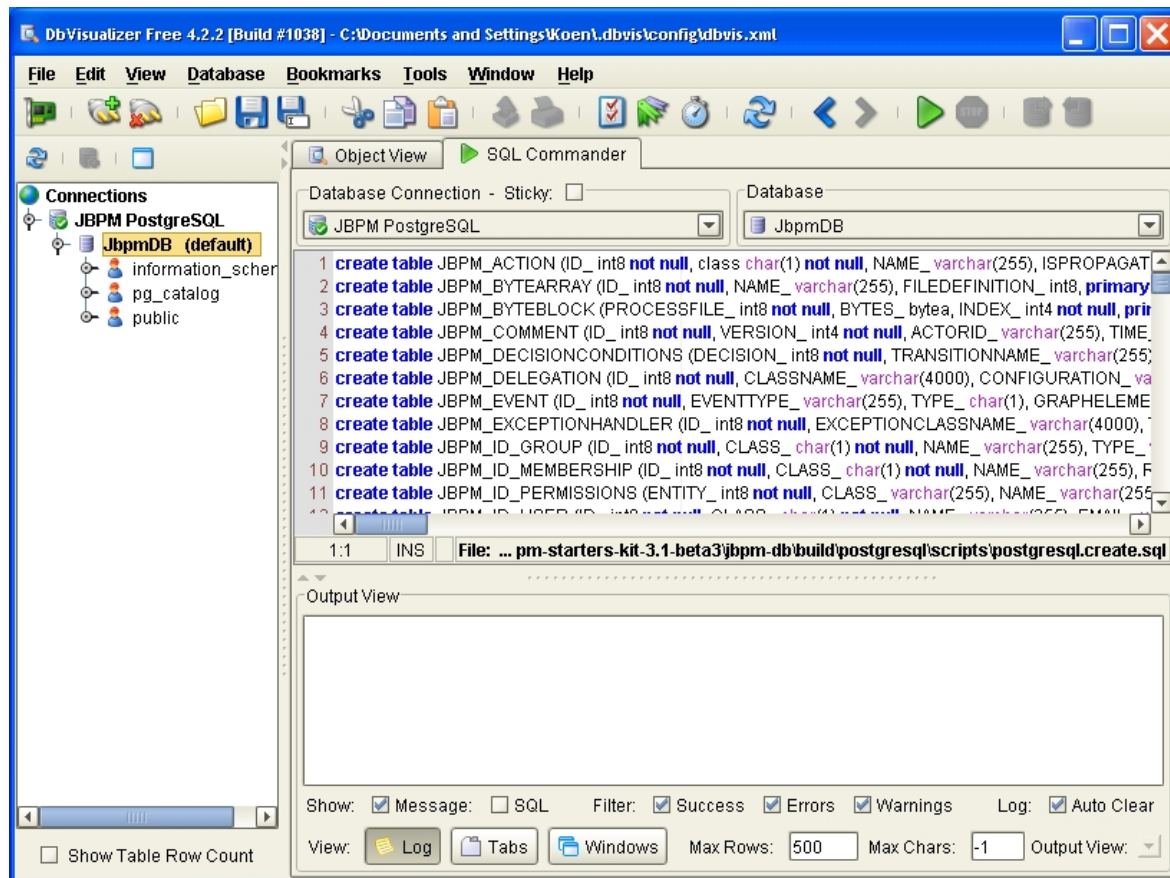 DbVisualizer Free 4.2.2 [Build #1038] - C:\Documents and Settings\Koen\.dbvis\config\dbvis.xml
File Edit View Database Bookmarks Tools Window Help
STOP
Object View SQL Commander
Connections
JBPM PostgreSQL
JbpmDB (default)
information_scher
pg_catalog
public
Show Table Row Count
Database Connection - Sticky:
Database
JBPM PostgreSQL
JbpmDB
1 create table JBPM_ACTION (ID_ int8 not null, class char(1) not null, NAME_ varchar(255), ISPROPAGAT
2 create table JBPM_BYTEARRAY (ID_ int8 not null, NAME_ varchar(255), FILEDEFINITION_ int8, primary
3 create table JBPM_BYTEBLOCK (PROCESSFILE_ int8 not null, BYTES_ bytea, INDEX_ int4 not null, prir
4 create table JBPM_COMMENT (ID_ int8 not null, VERSION_ int4 not null, ACTORID_ varchar(255), TIME_
5 create table JBPM_DECISIONCONDITIONS (DECISION_ int8 not null, TRANSITIONNAME_ varchar(255)
6 create table JBPM_DELEGATION (ID_ int8 not null, CLASSNAME_ varchar(4000), CONFIGURATION_ va
7 create table JBPM_EVENT (ID_ int8 not null, EVENTTYPE_ varchar(255), TYPE_ char(1), GRAPHELEME
8 create table JBPM_EXCEPTIONHANDLER (ID_ int8 not null, EXCEPTIONCLASSNAME_ varchar(4000),
9 create table JBPM_ID_GROUP (ID_ int8 not null, CLASS_ char(1) not null, NAME_ varchar(255), TYPE_
10 create table JBPM_ID_MEMBERSHIP (ID_ int8 not null, CLASS_ char(1) not null, NAME_ varchar(255), R
11 create table JBPM_ID_PERMISSIONS (ENTITY_ int8 not null, CLASS_ varchar(255), NAME_ varchar(255
1:1 INS File: ... pm-starters-kit-3.1-beta3\jbpm-db\build\postgresql\scripts\postgresql.create.sql
Output View
Show: Message: SQL Filter: Success Errors Warnings Log: Auto Clear
View: Log Tabs Windows Max Rows: 500 Max Chars: -1 Output View: